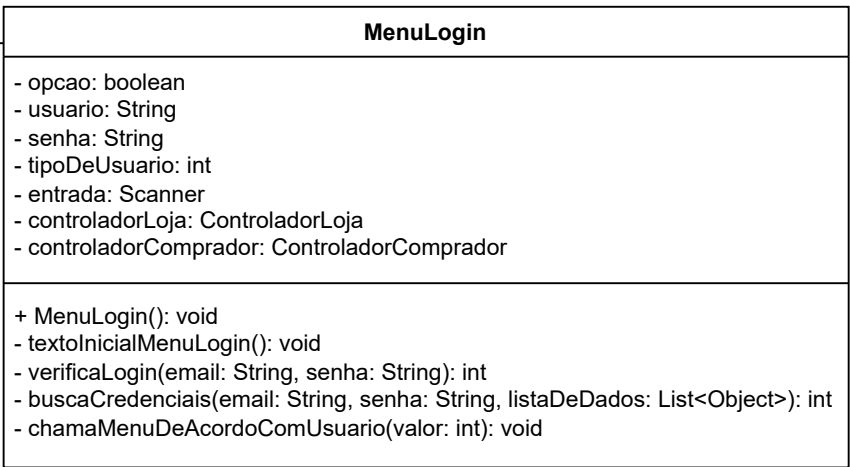 MenuLogin
- opcao: boolean
- usuario: String
- senha: String
- tipoDeUsuario: int
- entrada: Scanner
- controladorLoja: ControladorLoja
- controladorComprador: ControladorComprador
+ MenuLogin(): void
- textoInicialMenuLogin(): void
- verificaLogin(email: String, senha: String): int
- buscaCredenciais(email: String, senha: String, listaDeDados: List<Object>): int
- chamaMenuDeAcordoComUsuario(valor: int): void